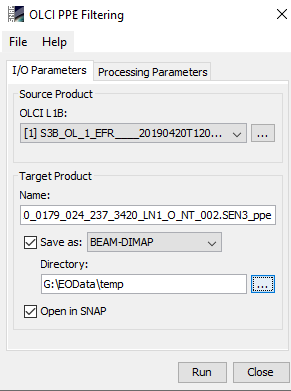 OLCI PPE Filtering
File Help
I/O Parameters Processing Parameters
Source Product
OLCI L1B:
[1] S3B_OL_1_EFR____20190420T120... ...
Target Product
Name:
0_0179_024_237_3420_LN1_O_NT_002.SEN3_ppe
Save as: BEAM-DIMAP
Directory:
G:\EOData\temp ...
Open in SNAP
Run Close